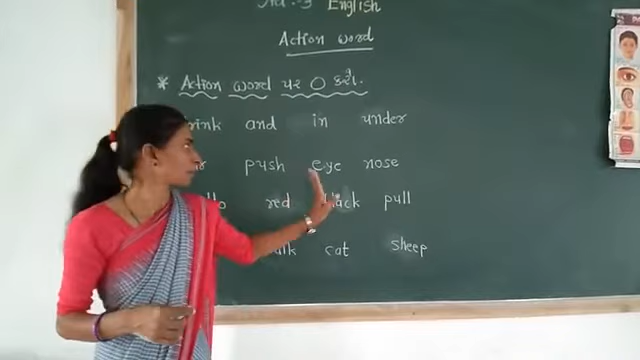 English
Action word
* Action word પર O કરો.
and in under
push eye nose
red pull
cat sheep